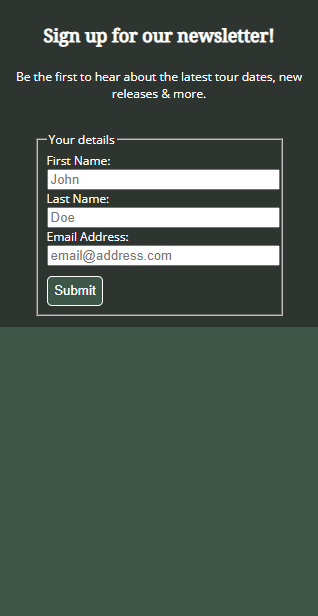 Sign up for our newsletter!
Be the first to hear about the latest tour dates, new
releases & more.
Your details
First Name:
John
Last Name:
Doe
Email Address:
email@address.com
Submit